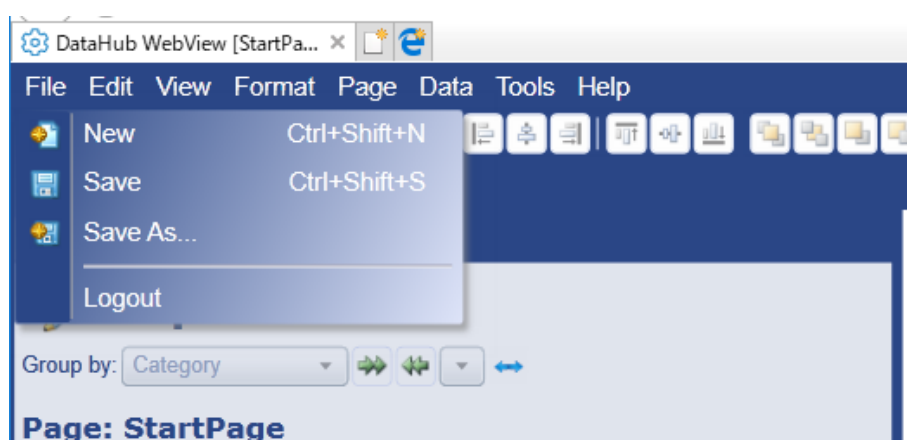 DataHub WebView [StartPa...
File Edit View Format Page Data Tools Help
New Ctrl+Shift+N
Save Ctrl+Shift+S
Save As...
Logout
Group by: Category
Page: StartPage